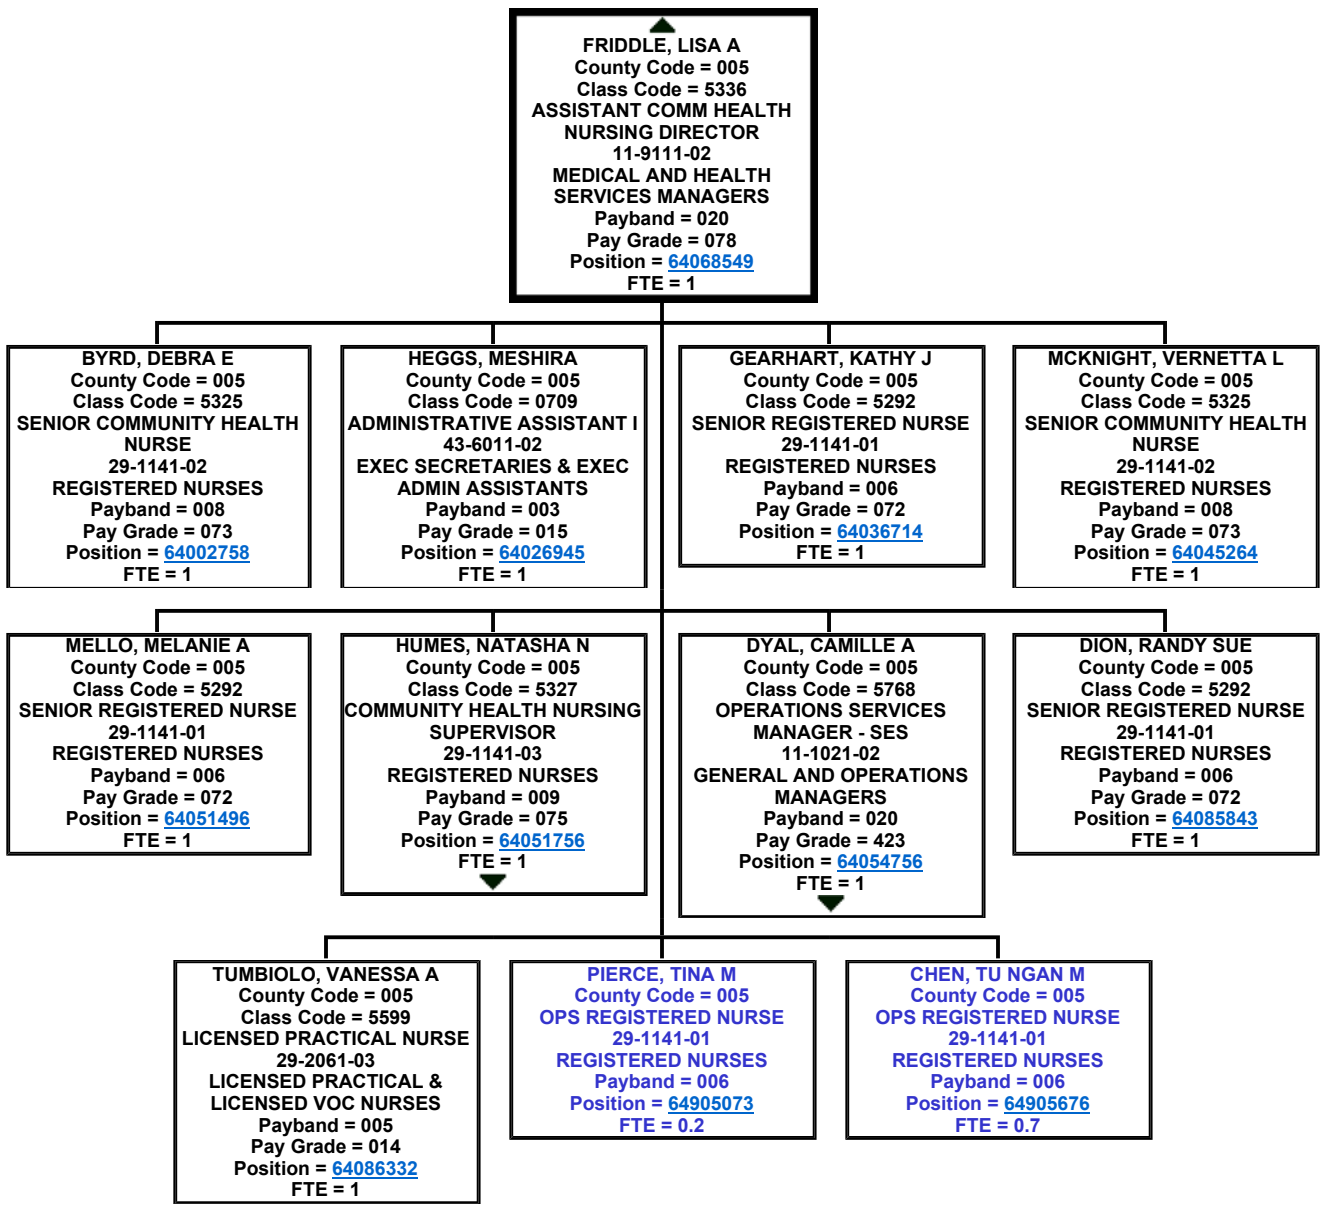 FRIDDLE, LISA A
County Code = 005
Class Code = 5336
ASSISTANT COMM HEALTH
NURSING DIRECTOR
11-9111-02
MEDICAL AND HEALTH
SERVICES MANAGERS
Payband = 020
Pay Grade = 078
Position = 64068549
FTE = 1
BYRD, DEBRA E
County Code = 005
Class Code = 5325
SENIOR COMMUNITY HEALTH
NURSE
29-1141-02
REGISTERED NURSES
Payband = 008
Pay Grade = 073
Position = 64002758
FTE = 1
HEGGS, MESHIRA
County Code = 005
Class Code = 0709
ADMINISTRATIVE ASSISTANT I
43-6011-02
EXEC SECRETARIES & EXEC
ADMIN ASSISTANTS
Payband = 003
Pay Grade = 015
Position = 64026945
FTE = 1
GEARHART, KATHY J
County Code = 005
Class Code = 5292
SENIOR REGISTERED NURSE
29-1141-01
REGISTERED NURSES
Payband = 006
Pay Grade = 072
Position = 64036714
FTE = 1
MCKNIGHT, VERNETTA L
County Code = 005
Class Code = 5325
SENIOR COMMUNITY HEALTH
NURSE
29-1141-02
REGISTERED NURSES
Payband = 008
Pay Grade = 073
Position = 64045264
FTE = 1
MELLO, MELANIE A
County Code = 005
Class Code = 5292
SENIOR REGISTERED NURSE
29-1141-01
REGISTERED NURSES
Payband = 006
Pay Grade = 072
Position = 64051496
FTE = 1
HUMES, NATASHA N
County Code = 005
Class Code = 5327
COMMUNITY HEALTH NURSING
SUPERVISOR
29-1141-03
REGISTERED NURSES
Payband = 009
Pay Grade = 075
Position = 64051756
FTE = 1
DYAL, CAMILLE A
County Code = 005
Class Code = 5768
OPERATIONS SERVICES
MANAGER - SES
11-1021-02
GENERAL AND OPERATIONS
MANAGERS
Payband = 020
Pay Grade = 423
Position = 64054756
FTE = 1
DION, RANDY SUE
County Code = 005
Class Code = 5292
SENIOR REGISTERED NURSE
29-1141-01
REGISTERED NURSES
Payband = 006
Pay Grade = 072
Position = 64085843
FTE = 1
TUMBIOLO, VANESSA A
County Code = 005
Class Code = 5599
LICENSED PRACTICAL NURSE
29-2061-03
LICENSED PRACTICAL &
LICENSED VOC NURSES
Payband = 005
Pay Grade = 014
Position = 64086332
FTE = 1
PIERCE, TINA M
County Code = 005
OPS REGISTERED NURSE
29-1141-01
REGISTERED NURSES
Payband = 006
Position = 64905073
FTE = 0.2
CHEN, TU NGAN M
County Code = 005
OPS REGISTERED NURSE
29-1141-01
REGISTERED NURSES
Payband = 006
Position = 64905676
FTE = 0.7